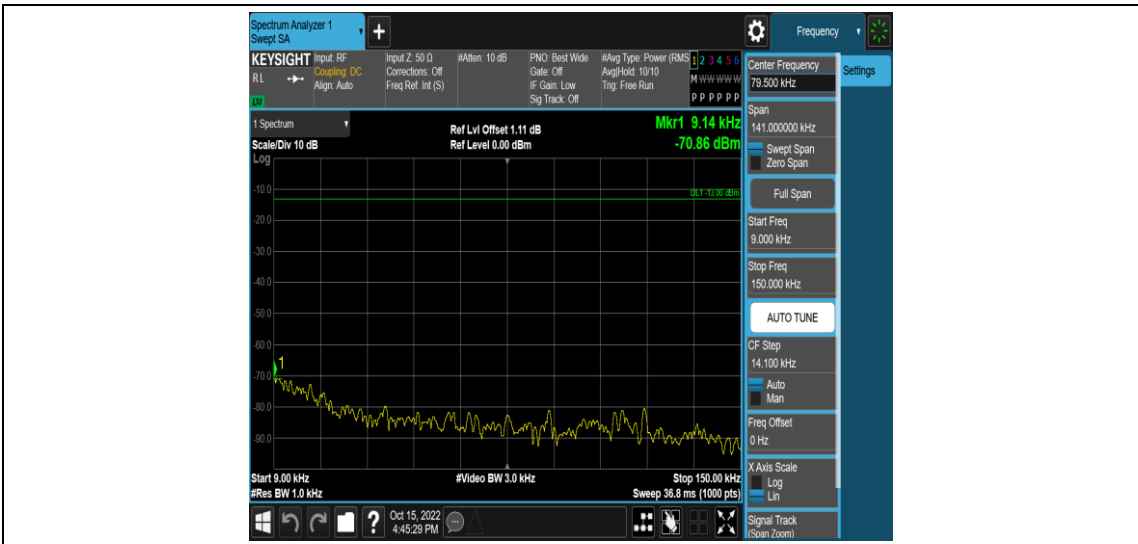 Spectrum Analyzer 1
Swept SA
+
Frequency
KEYSIGHT
RL
LXI
Input: RF
Coupling: DC
Align: Auto
Input Z: 50 Ω
Corrections: Off
Freq Ref: Int (S)
#Atten: 10 dB
PNO: Best Wide
Gate: Off
IF Gain: Low
Sig Track: Off
#Avg Type: Power (RMS
Avg|Hold: 10/10
Trig: Free Run
1 2 3 4 5 6
M W W W W W
P P P P P P
1 Spectrum
Scale/Div 10 dB
Log
Ref Lvl Offset 1.11 dB
Ref Level 0.00 dBm
Mkr1 9.14 kHz
-70.86 dBm
DL1 -13.00 dBm
-10.0
-20.0
-30.0
-40.0
-50.0
-60.0
1
-70.0
-80.0
-90.0
Start 9.00 kHz
#Res BW 1.0 kHz
#Video BW 3.0 kHz
Stop 150.00 kHz
Sweep 36.8 ms (1000 pts)
?
Oct 15, 2022
4:45:29 PM
Center Frequency
79.500 kHz
Settings
Span
141.000000 kHz
Swept Span
Zero Span
Full Span
Start Freq
9.000 kHz
Stop Freq
150.000 kHz
AUTO TUNE
CF Step
14.100 kHz
Auto
Man
Freq Offset
0 Hz
X Axis Scale
Log
Lin
Signal Track
(Span Zoom)